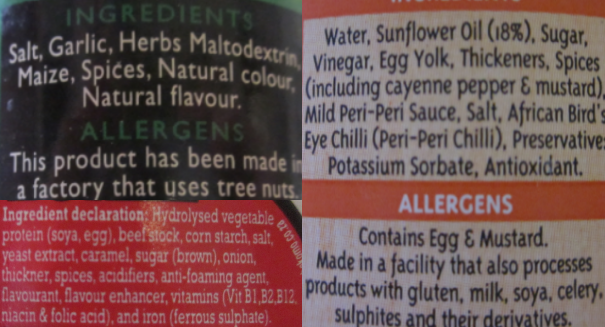 INGREDIENTS
Salt, Garlic, Herbs Maltodextrin,
Maize, Spices, Natural colour,
Natural flavour.
ALLERGENS
This product has been made in
a factory that uses tree nuts.
Ingredient declaration: Hydrolysed vegetable
protein (soya, egg), beef stock, corn starch, salt,
yeast extract, caramel, sugar (brown), onion,
thickner, spices, acidifiers, anti-foaming agent,
flavourant, flavour enhancer, vitamins (Vit B1,B2,B12,
niacin & folic acid), and iron (ferrous sulphate).
INGREDIENTS
Water, Sunflower Oil (18%), Sugar,
Vinegar, Egg Yolk, Thickeners, Spices
(including cayenne pepper & mustard),
Mild Peri-Peri Sauce, Salt, African Bird's
Eye Chilli (Peri-Peri Chilli), Preservative:
Potassium Sorbate, Antioxidant.
ALLERGENS
Contains Egg & Mustard.
Made in a facility that also processes
products with gluten, milk, soya, celery,
sulphites and their derivatives.